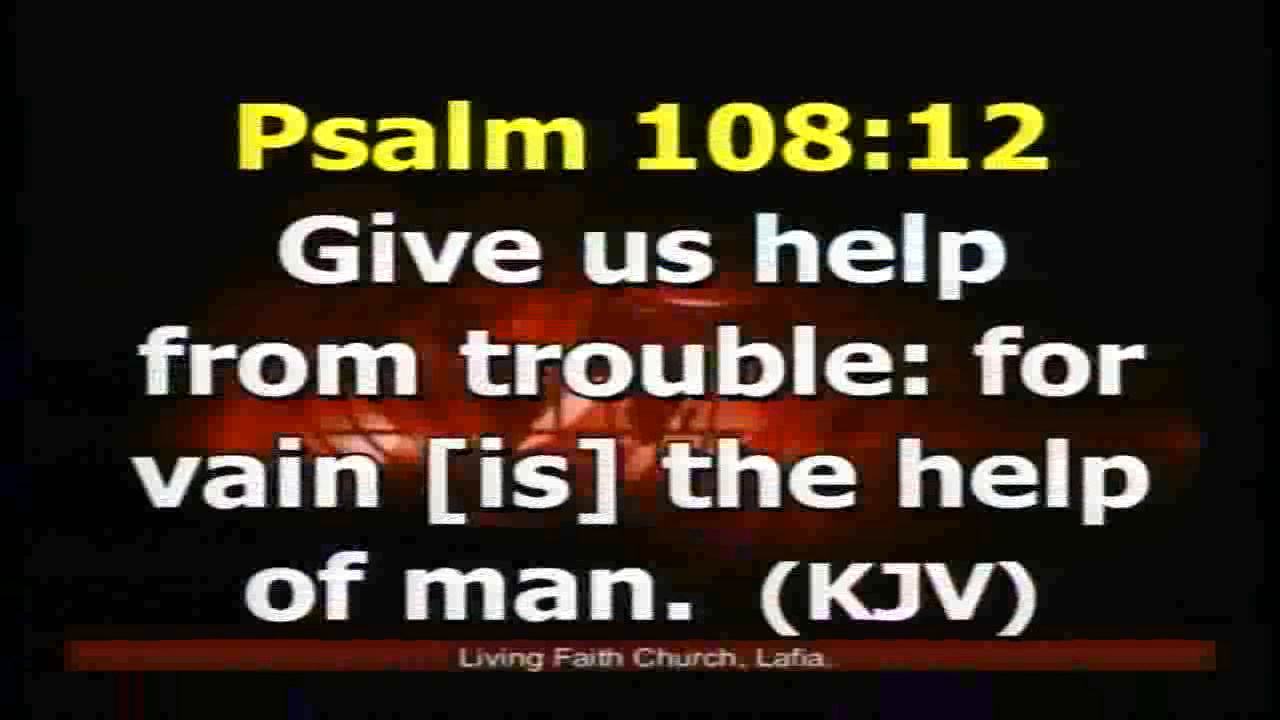 Psalm 108:12
Give us help
from trouble: for
vain [is] the help
of man. (KJV)
Living Faith Church, Lafia.